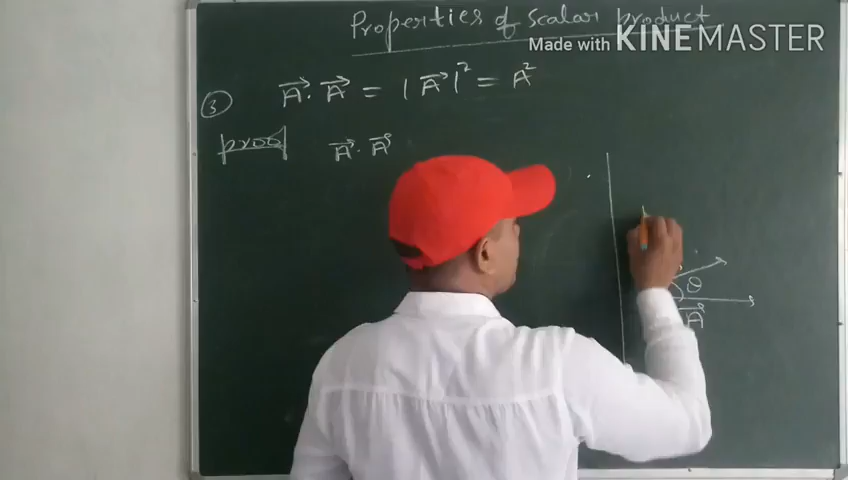 Properties of scalar product
Made with KINEMASTER
③ A⃗. A⃗ = |A⃗|² = A²
proof A⃗. A⃗
θ
A⃗